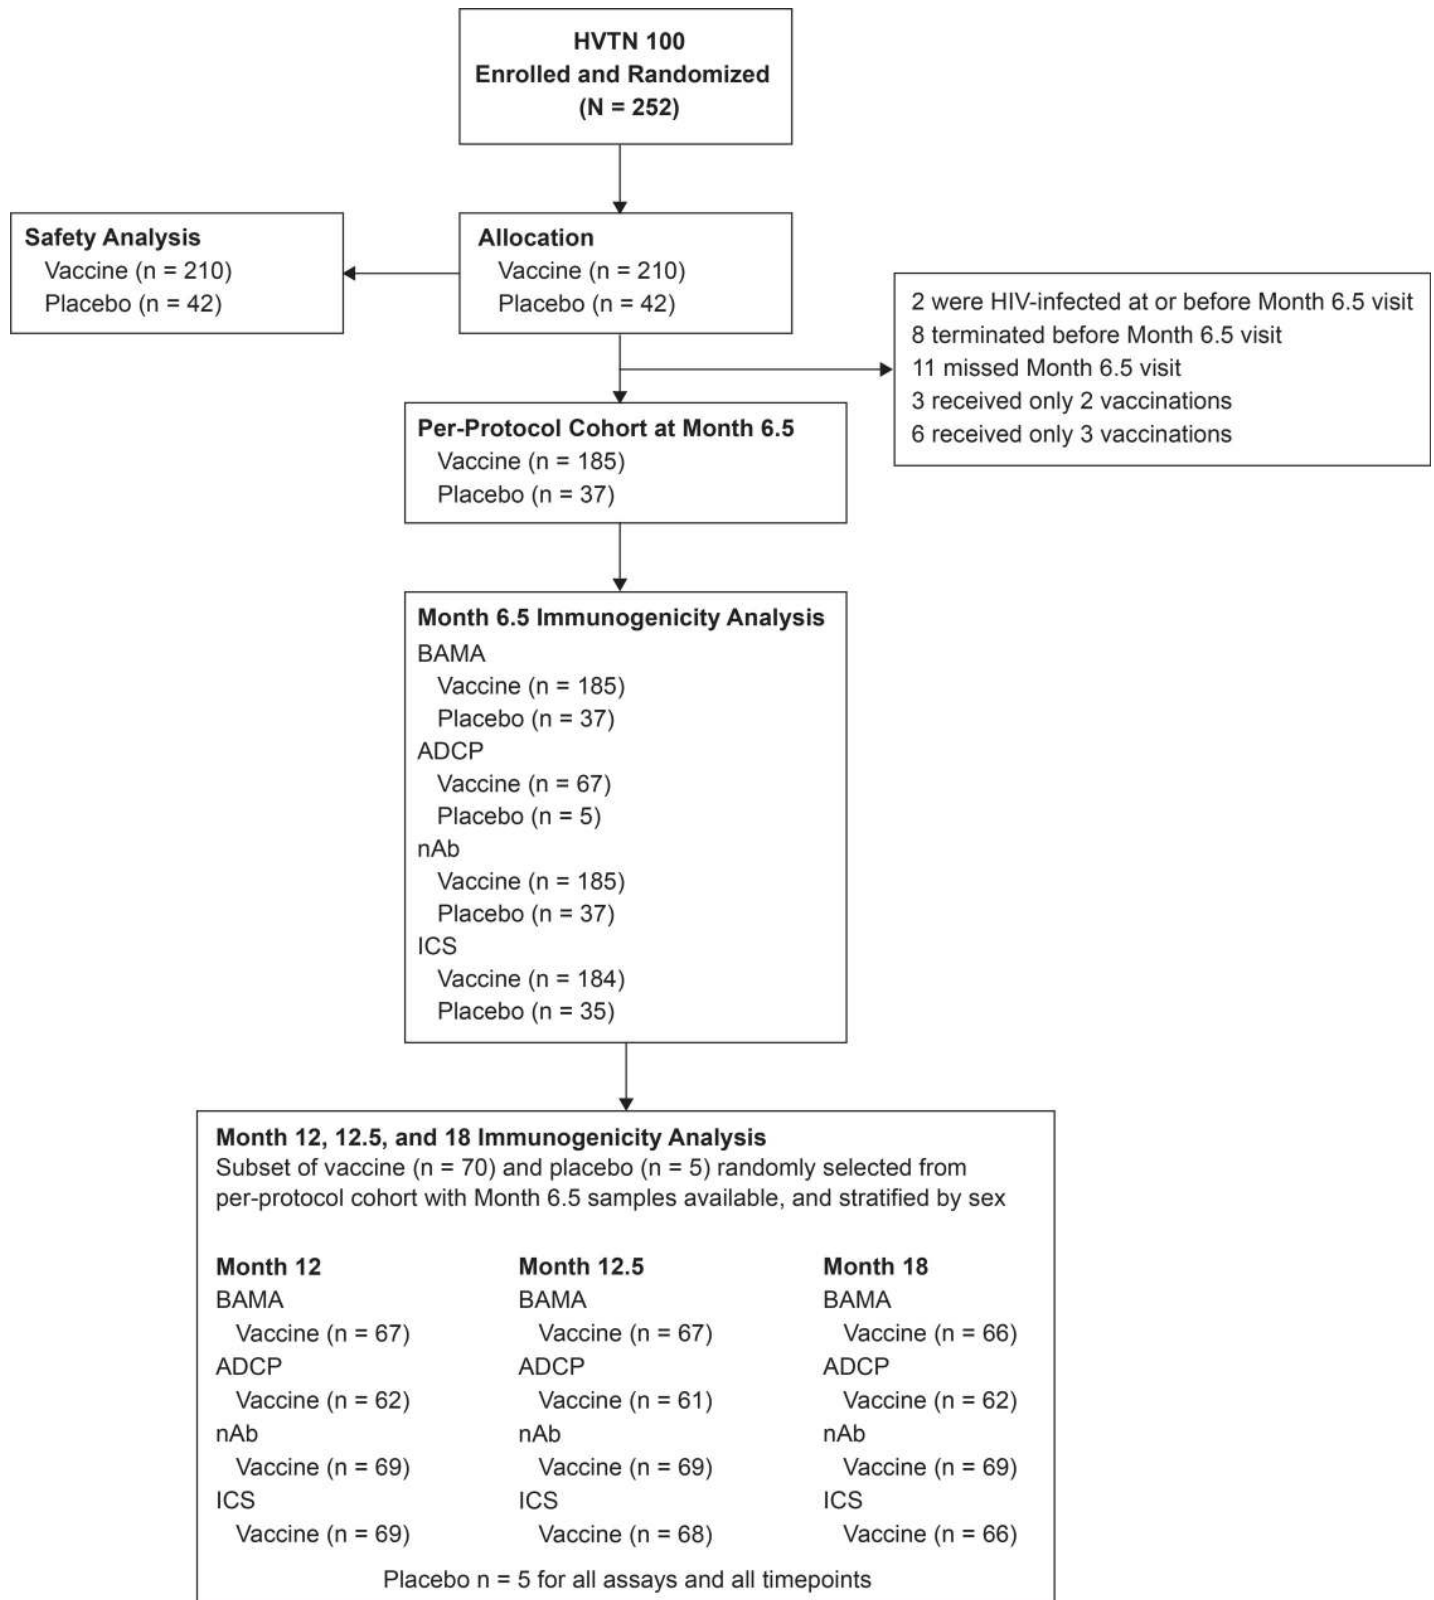 HVTN 100
Enrolled and Randomized
(N = 252)
Safety Analysis
Vaccine (n = 210)
Placebo (n = 42)
Allocation
Vaccine (n = 210)
Placebo (n = 42)
2 were HIV-infected at or before Month 6.5 visit
8 terminated before Month 6.5 visit
11 missed Month 6.5 visit
3 received only 2 vaccinations
6 received only 3 vaccinations
Per-Protocol Cohort at Month 6.5
Vaccine (n = 185)
Placebo (n = 37)
Month 6.5 Immunogenicity Analysis
BAMA
Vaccine (n = 185)
Placebo (n = 37)
ADCP
Vaccine (n = 67)
Placebo (n = 5)
nAb
Vaccine (n = 185)
Placebo (n = 37)
ICS
Vaccine (n = 184)
Placebo (n = 35)
Month 12, 12.5, and 18 Immunogenicity Analysis
Subset of vaccine (n = 70) and placebo (n = 5) randomly selected from
per-protocol cohort with Month 6.5 samples available, and stratified by sex
Month 12
BAMA
Vaccine (n = 67)
ADCP
Vaccine (n = 62)
nAb
Vaccine (n = 69)
ICS
Vaccine (n = 69)
Month 12.5
BAMA
Vaccine (n = 67)
ADCP
Vaccine (n = 61)
nAb
Vaccine (n = 69)
ICS
Vaccine (n = 68)
Month 18
BAMA
Vaccine (n = 66)
ADCP
Vaccine (n = 62)
nAb
Vaccine (n = 69)
ICS
Vaccine (n = 66)
Placebo n = 5 for all assays and all timepoints